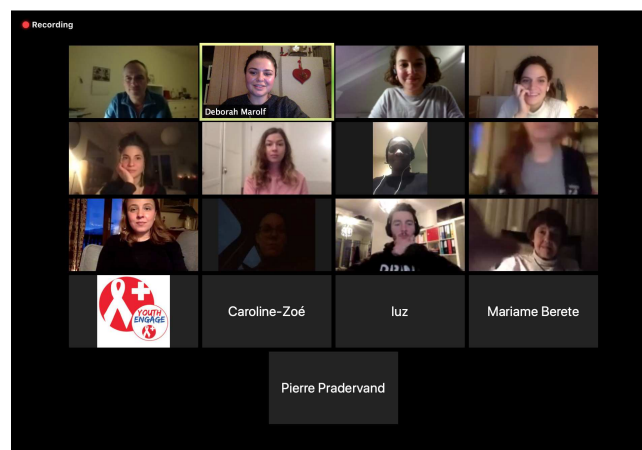 Recording
Deborah Marolf
YOUTH
ENGAGE
Caroline-Zoé
luz
Mariame Berete
Pierre Pradervand